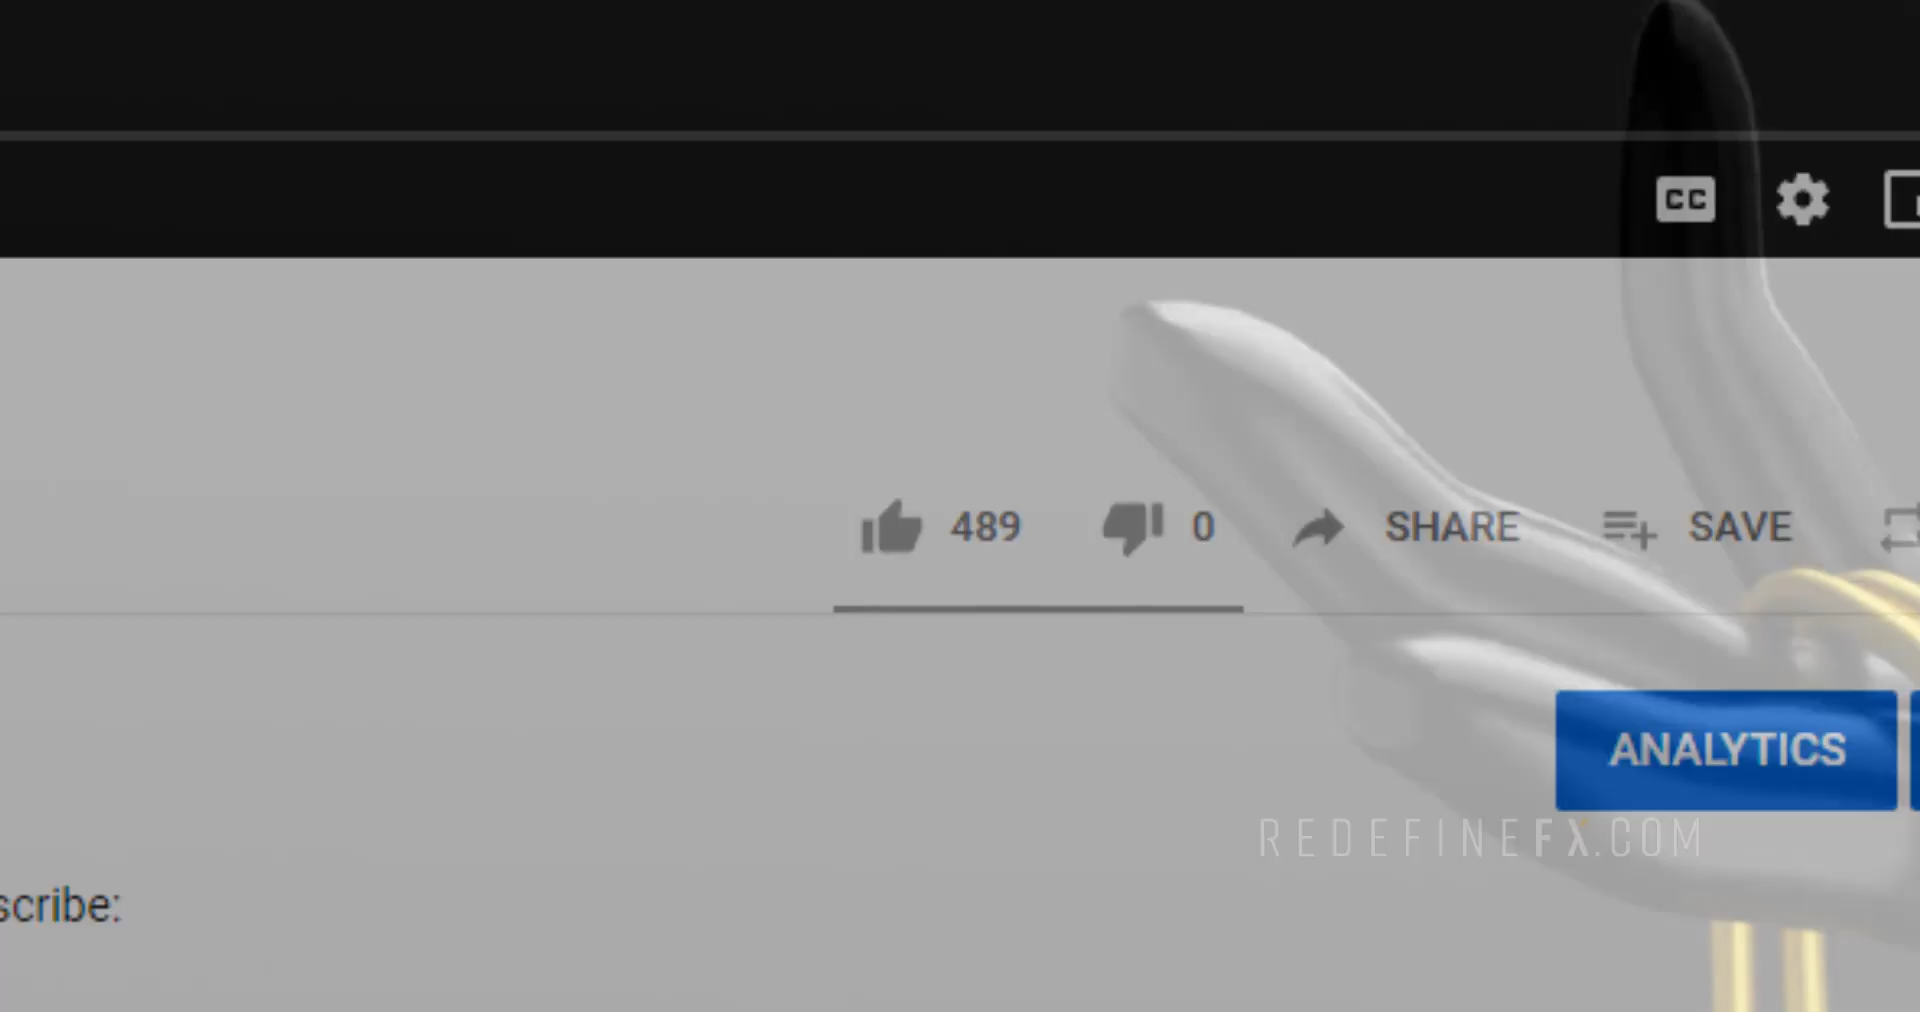 CC
489 0 SHARE SAVE
ANALYTICS
REDEFINEFX.COM
scribe: